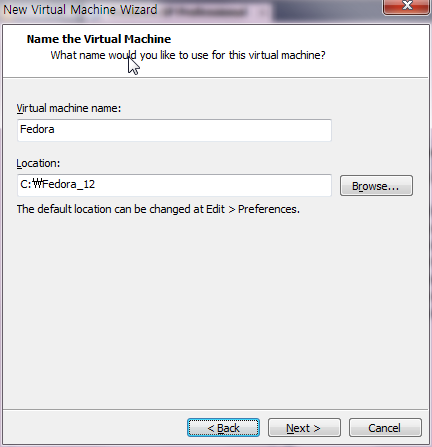 New Virtual Machine Wizard
Name the Virtual Machine
What name would you like to use for this virtual machine?
Virtual machine name:
Fedora
Location:
C:₩Fedora_12
Browse...
The default location can be changed at Edit > Preferences.
< Back
Next >
Cancel